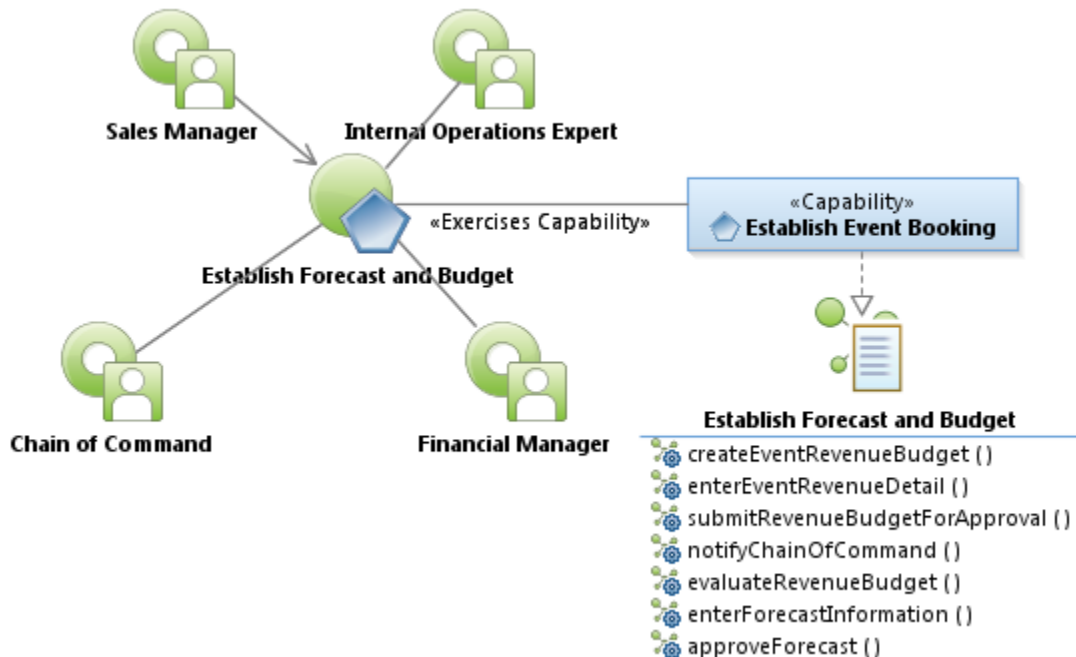 Sales Manager
Internal Operations Expert
«Exercises Capability»
«Capability»
Establish Event Booking
Establish Forecast and Budget
Chain of Command
Financial Manager
Establish Forecast and Budget
createEventRevenueBudget ( )
enterEventRevenueDetail ( )
submitRevenueBudgetForApproval ( )
notifyChainOfCommand ( )
evaluateRevenueBudget ( )
enterForecastInformation ( )
approveForecast ( )